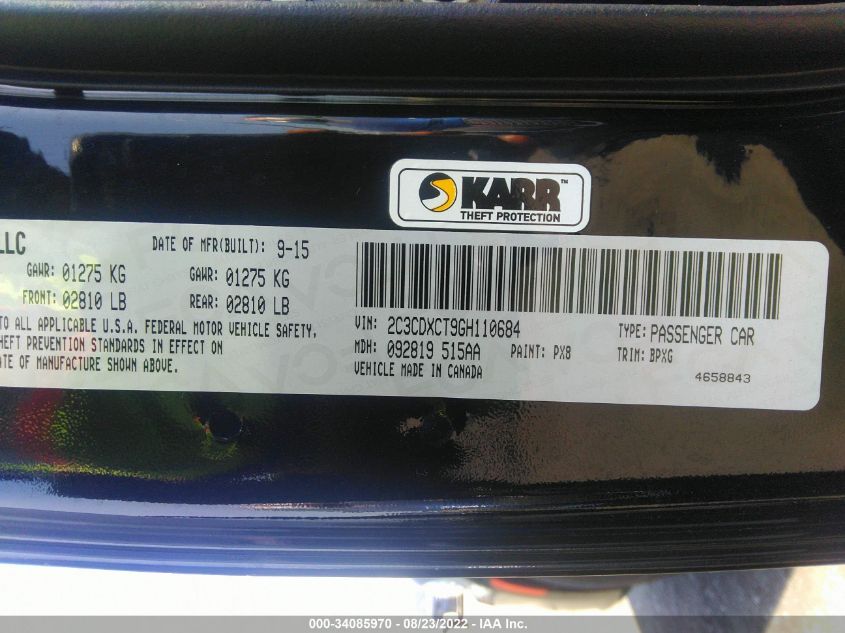 KARR™
THEFT PROTECTION
LLC
DATE OF MFR(BUILT): 9-15
GAWR: 01275 KG GAWR: 01275 KG
FRONT: 02810 LB REAR: 02810 LB
TO ALL APPLICABLE U.S.A. FEDERAL MOTOR VEHICLE SAFETY,
THEFT PREVENTION STANDARDS IN EFFECT ON
DATE OF MANUFACTURE SHOWN ABOVE.
VIN: 2C3CDXCT9GH110684 TYPE: PASSENGER CAR
MDH: 092819 515AA PAINT: PX8 TRIM: BPXG
VEHICLE MADE IN CANADA 4658843
000-34085970 / 08/23/2022 - © IAA Inc.